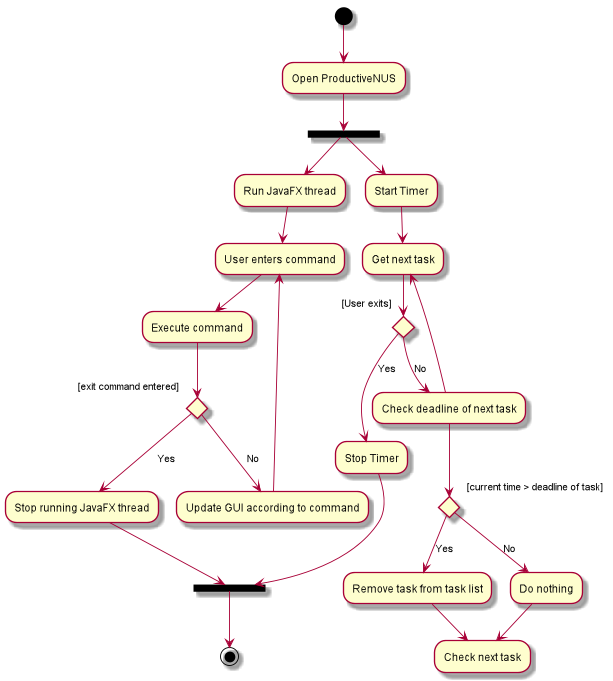 Open ProductiveNUS
Run JavaFX thread
Start Timer
User enters command
Get next task
[User exits]
Execute command
Yes
No
[exit command entered]
Check deadline of next task
Yes
No
Stop Timer
[current time > deadline of task]
Stop running JavaFX thread
Update GUI according to command
Yes
No
Remove task from task list
Do nothing
Check next task